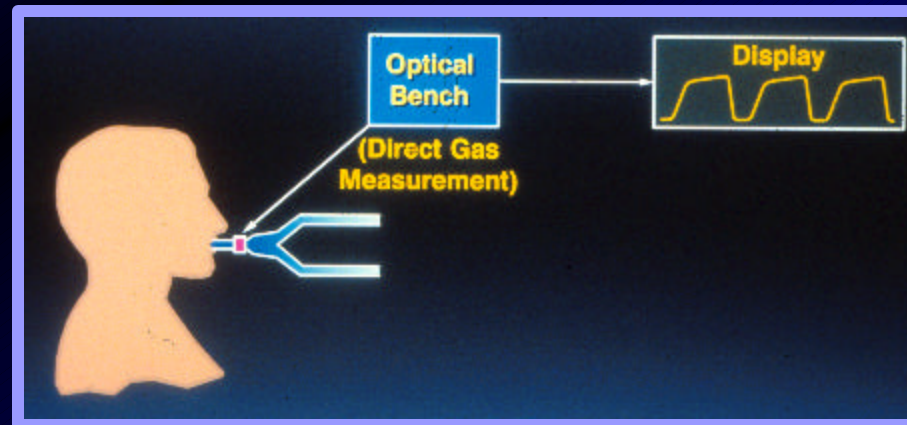 Optical
Bench
(Direct Gas
Measurement)
Display